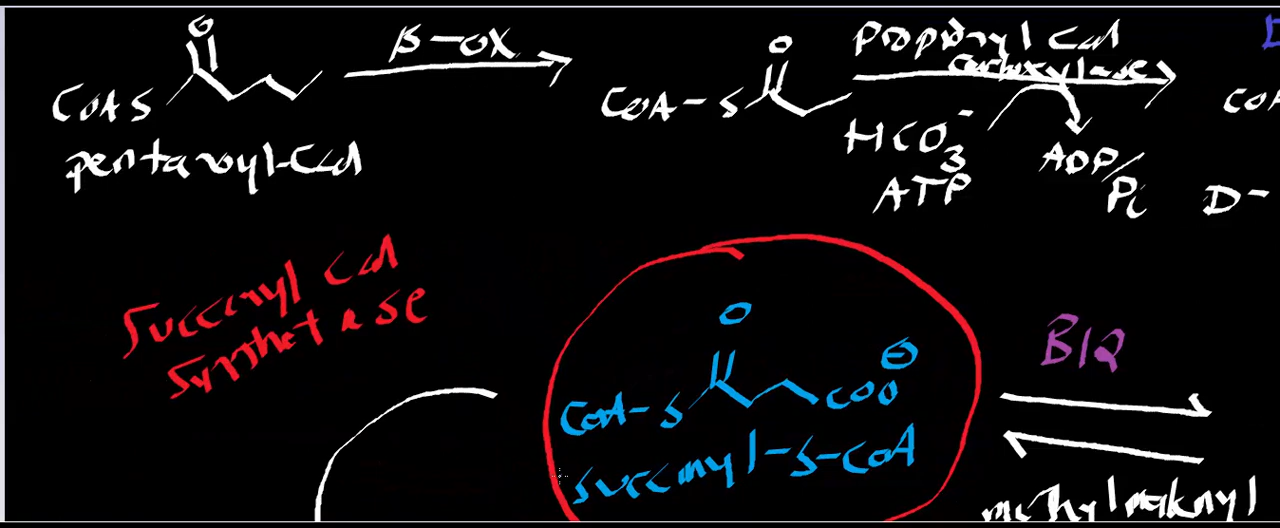 O
β-OX
CoAS
pentanoyl-CoA
O
CoA-S
propionyl CoA
carboxylase
HCO3-
ATP
ADP/
Pi
COA
D-
Succinyl CoA
Synthetase
O
CoA-S
COO⊖
succinyl-S-CoA
B12
methylmalonyl